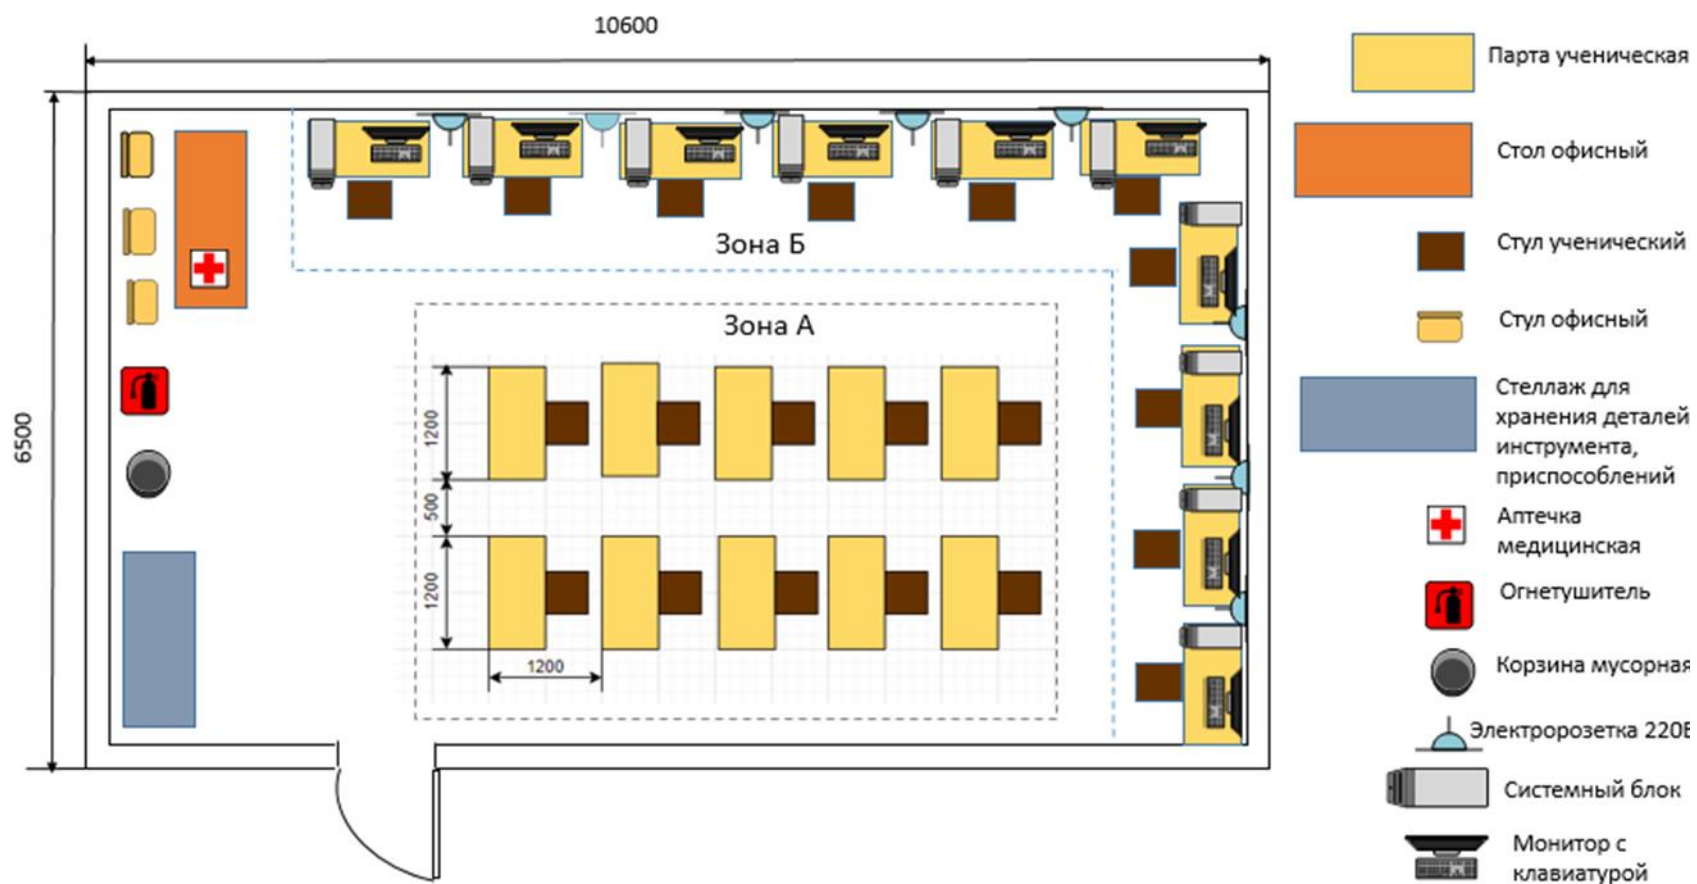 10600
6500
Зона Б
Зона А
1200
500
1200
1200
Парта ученическая
Стол офисный
Стул ученический
Стул офисный
Стеллаж для
хранения деталей
инструмента,
приспособлений
Аптечка
медицинская
Огнетушитель
Корзина мусорная
Электророзетка 220В
Системный блок
Монитор с
клавиатурой